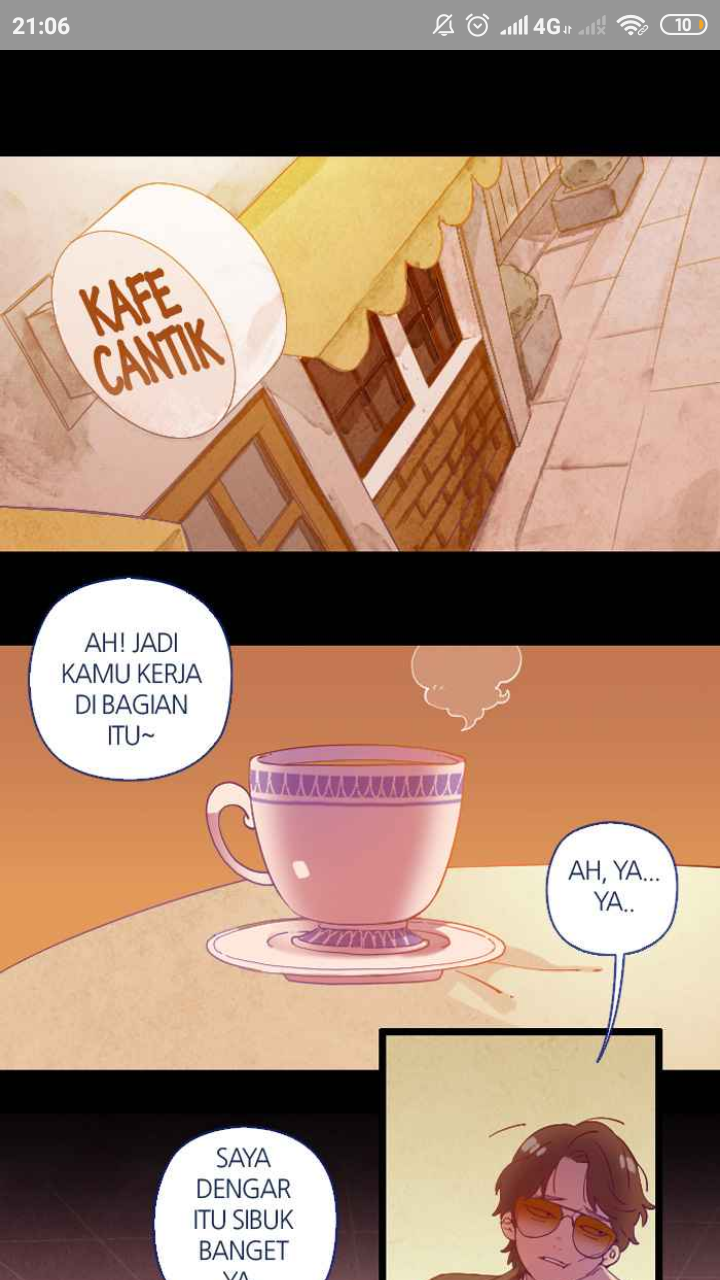 21:06
4G
10
KAFE
CANTIK
AH! JADI
KAMU KERJA
DI BAGIAN
ITU~
AH, YA...
YA..
SAYA
DENGAR
ITU SIBUK
BANGET
YA